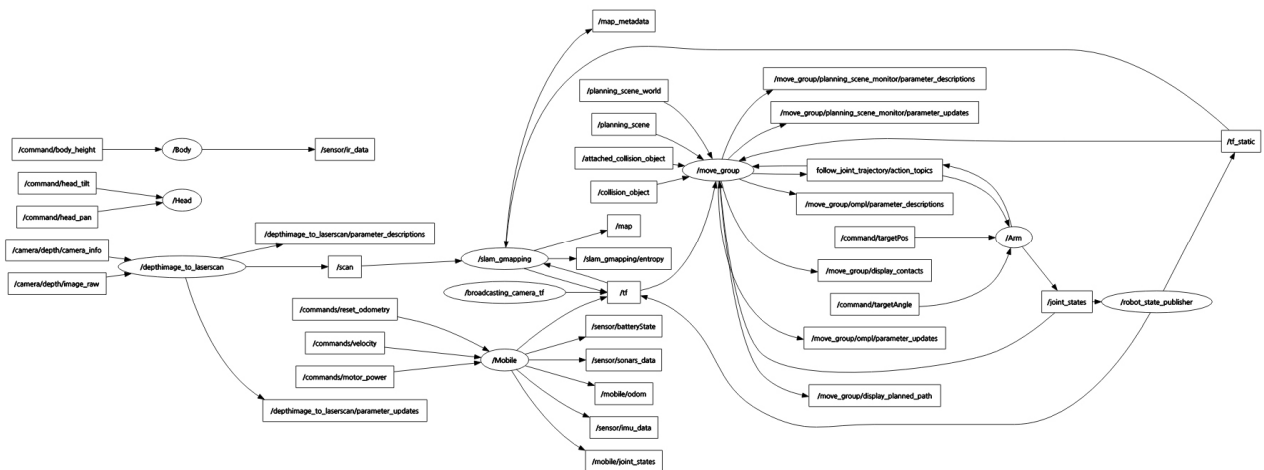 /map_metadata
/planning_scene_world
/move_group/planning_scene_monitor/parameter_descriptions
/move_group/planning_scene_monitor/parameter_updates
/planning_scene
/command/body_height
/Body
/sensor/ir_data
/attached_collision_object
/move_group
follow_joint_trajectory/action_topics
/tf_static
/command/head_tilt
/Head
/command/head_pan
/collision_object
/move_group/ompl/parameter_descriptions
/camera/depth/camera_info
/depthimage_to_laserscan/parameter_descriptions
/map
/command/targetPos
/Arm
/depthimage_to_laserscan
/scan
/slam_gmapping
/slam_gmapping/entropy
/camera/depth/image_raw
/move_group/display_contacts
/broadcasting_camera_tf
/tf
/command/targetAngle
/joint_states
/robot_state_publisher
/commands/reset_odometry
/sensor/batteryState
/move_group/ompl/parameter_updates
/commands/velocity
/Mobile
/sensor/sonars_data
/commands/motor_power
/mobile/odom
/move_group/display_planned_path
/depthimage_to_laserscan/parameter_updates
/sensor/imu_data
/mobile/joint_states